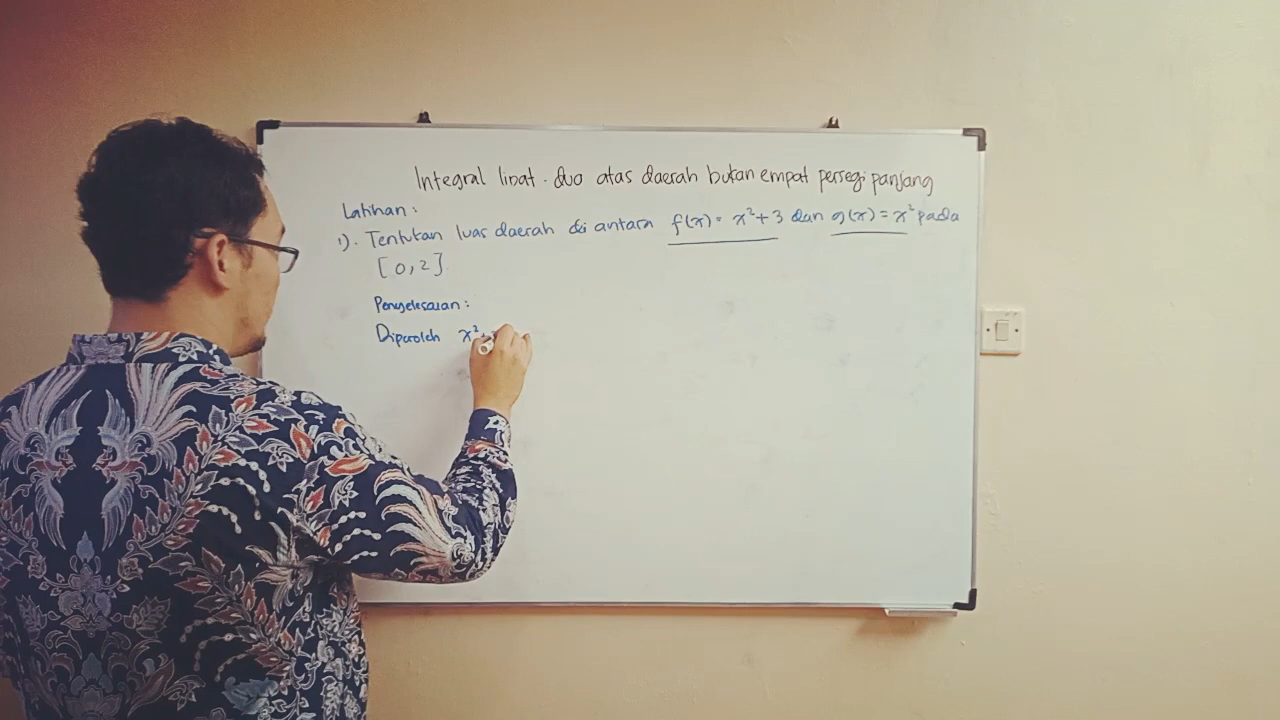 Integral lipat-dua atas daerah bukan empat persegi panjang
Latihan:
1). Tentukan luas daerah di antara f(x) = x² + 3 dan g(x) = x² pada
[0, 2].
Penyelesaian:
Diperoleh x² +